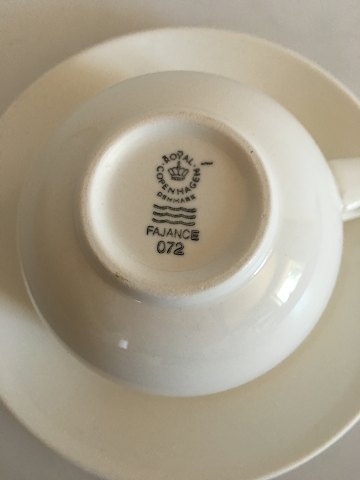 ROYAL
COPENHAGEN
DENMARK
FAJANCE
072